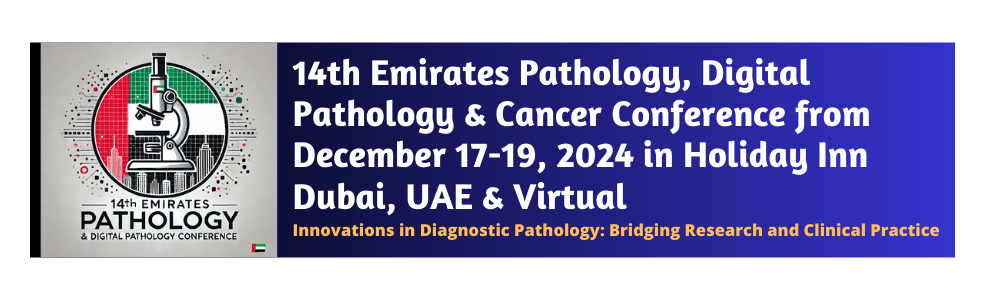 14th EMIRATES
PATHOLOGY
& DIGITAL PATHOLOGY CONFERENCE
14th Emirates Pathology, Digital
Pathology & Cancer Conference from
December 17-19, 2024 in Holiday Inn
Dubai, UAE & Virtual
Innovations in Diagnostic Pathology: Bridging Research and Clinical Practice